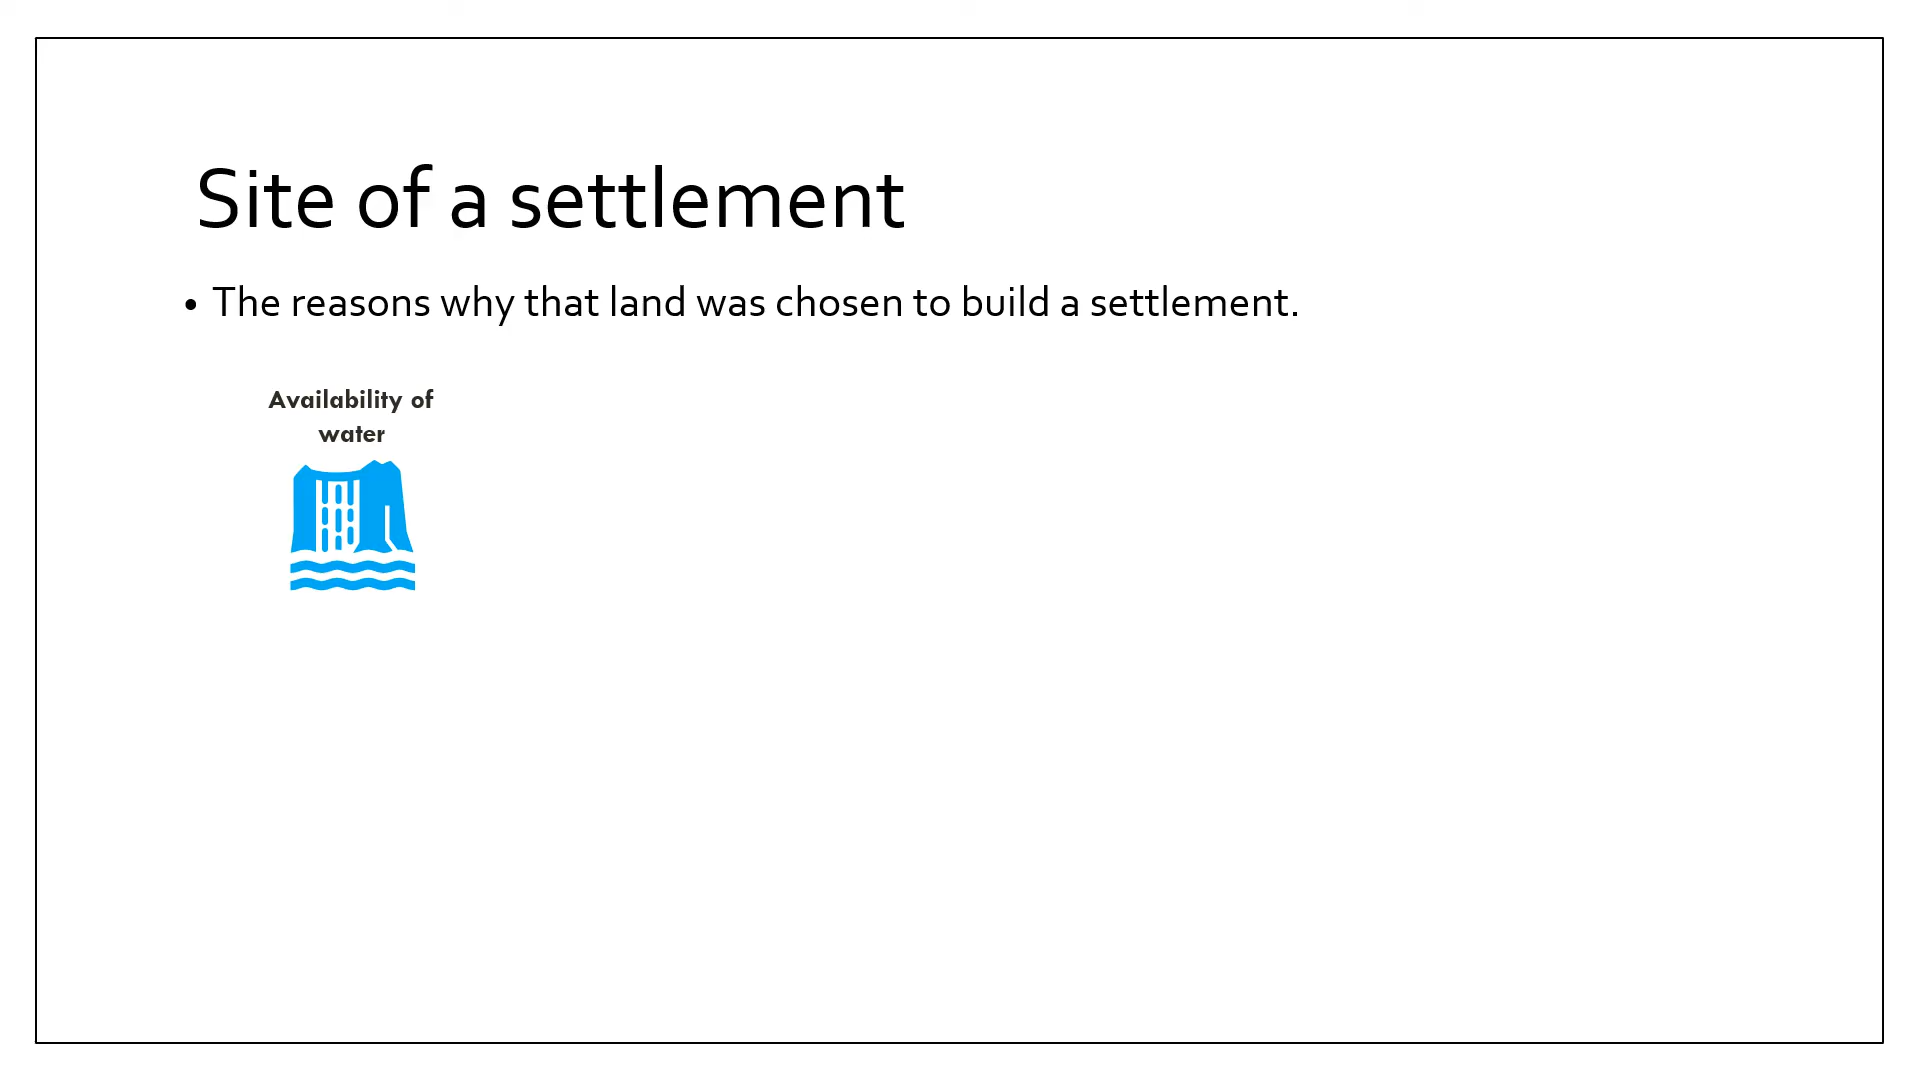 Site of a settlement
• The reasons why that land was chosen to build a settlement.
Availability of
water